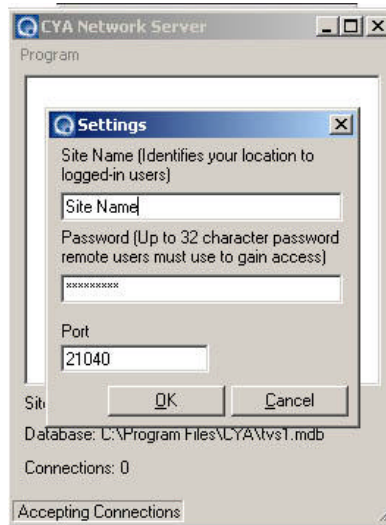 CYA Network Server
Program
Settings
Site Name (Identifies your location to
logged-in users)
Site Name
Password (Up to 32 character password
remote users must use to gain access)
*********
Port
21040
OK
Cancel
Database: C:\Program Files\CYA\tvs1.mdb
Connections: 0
Accepting Connections